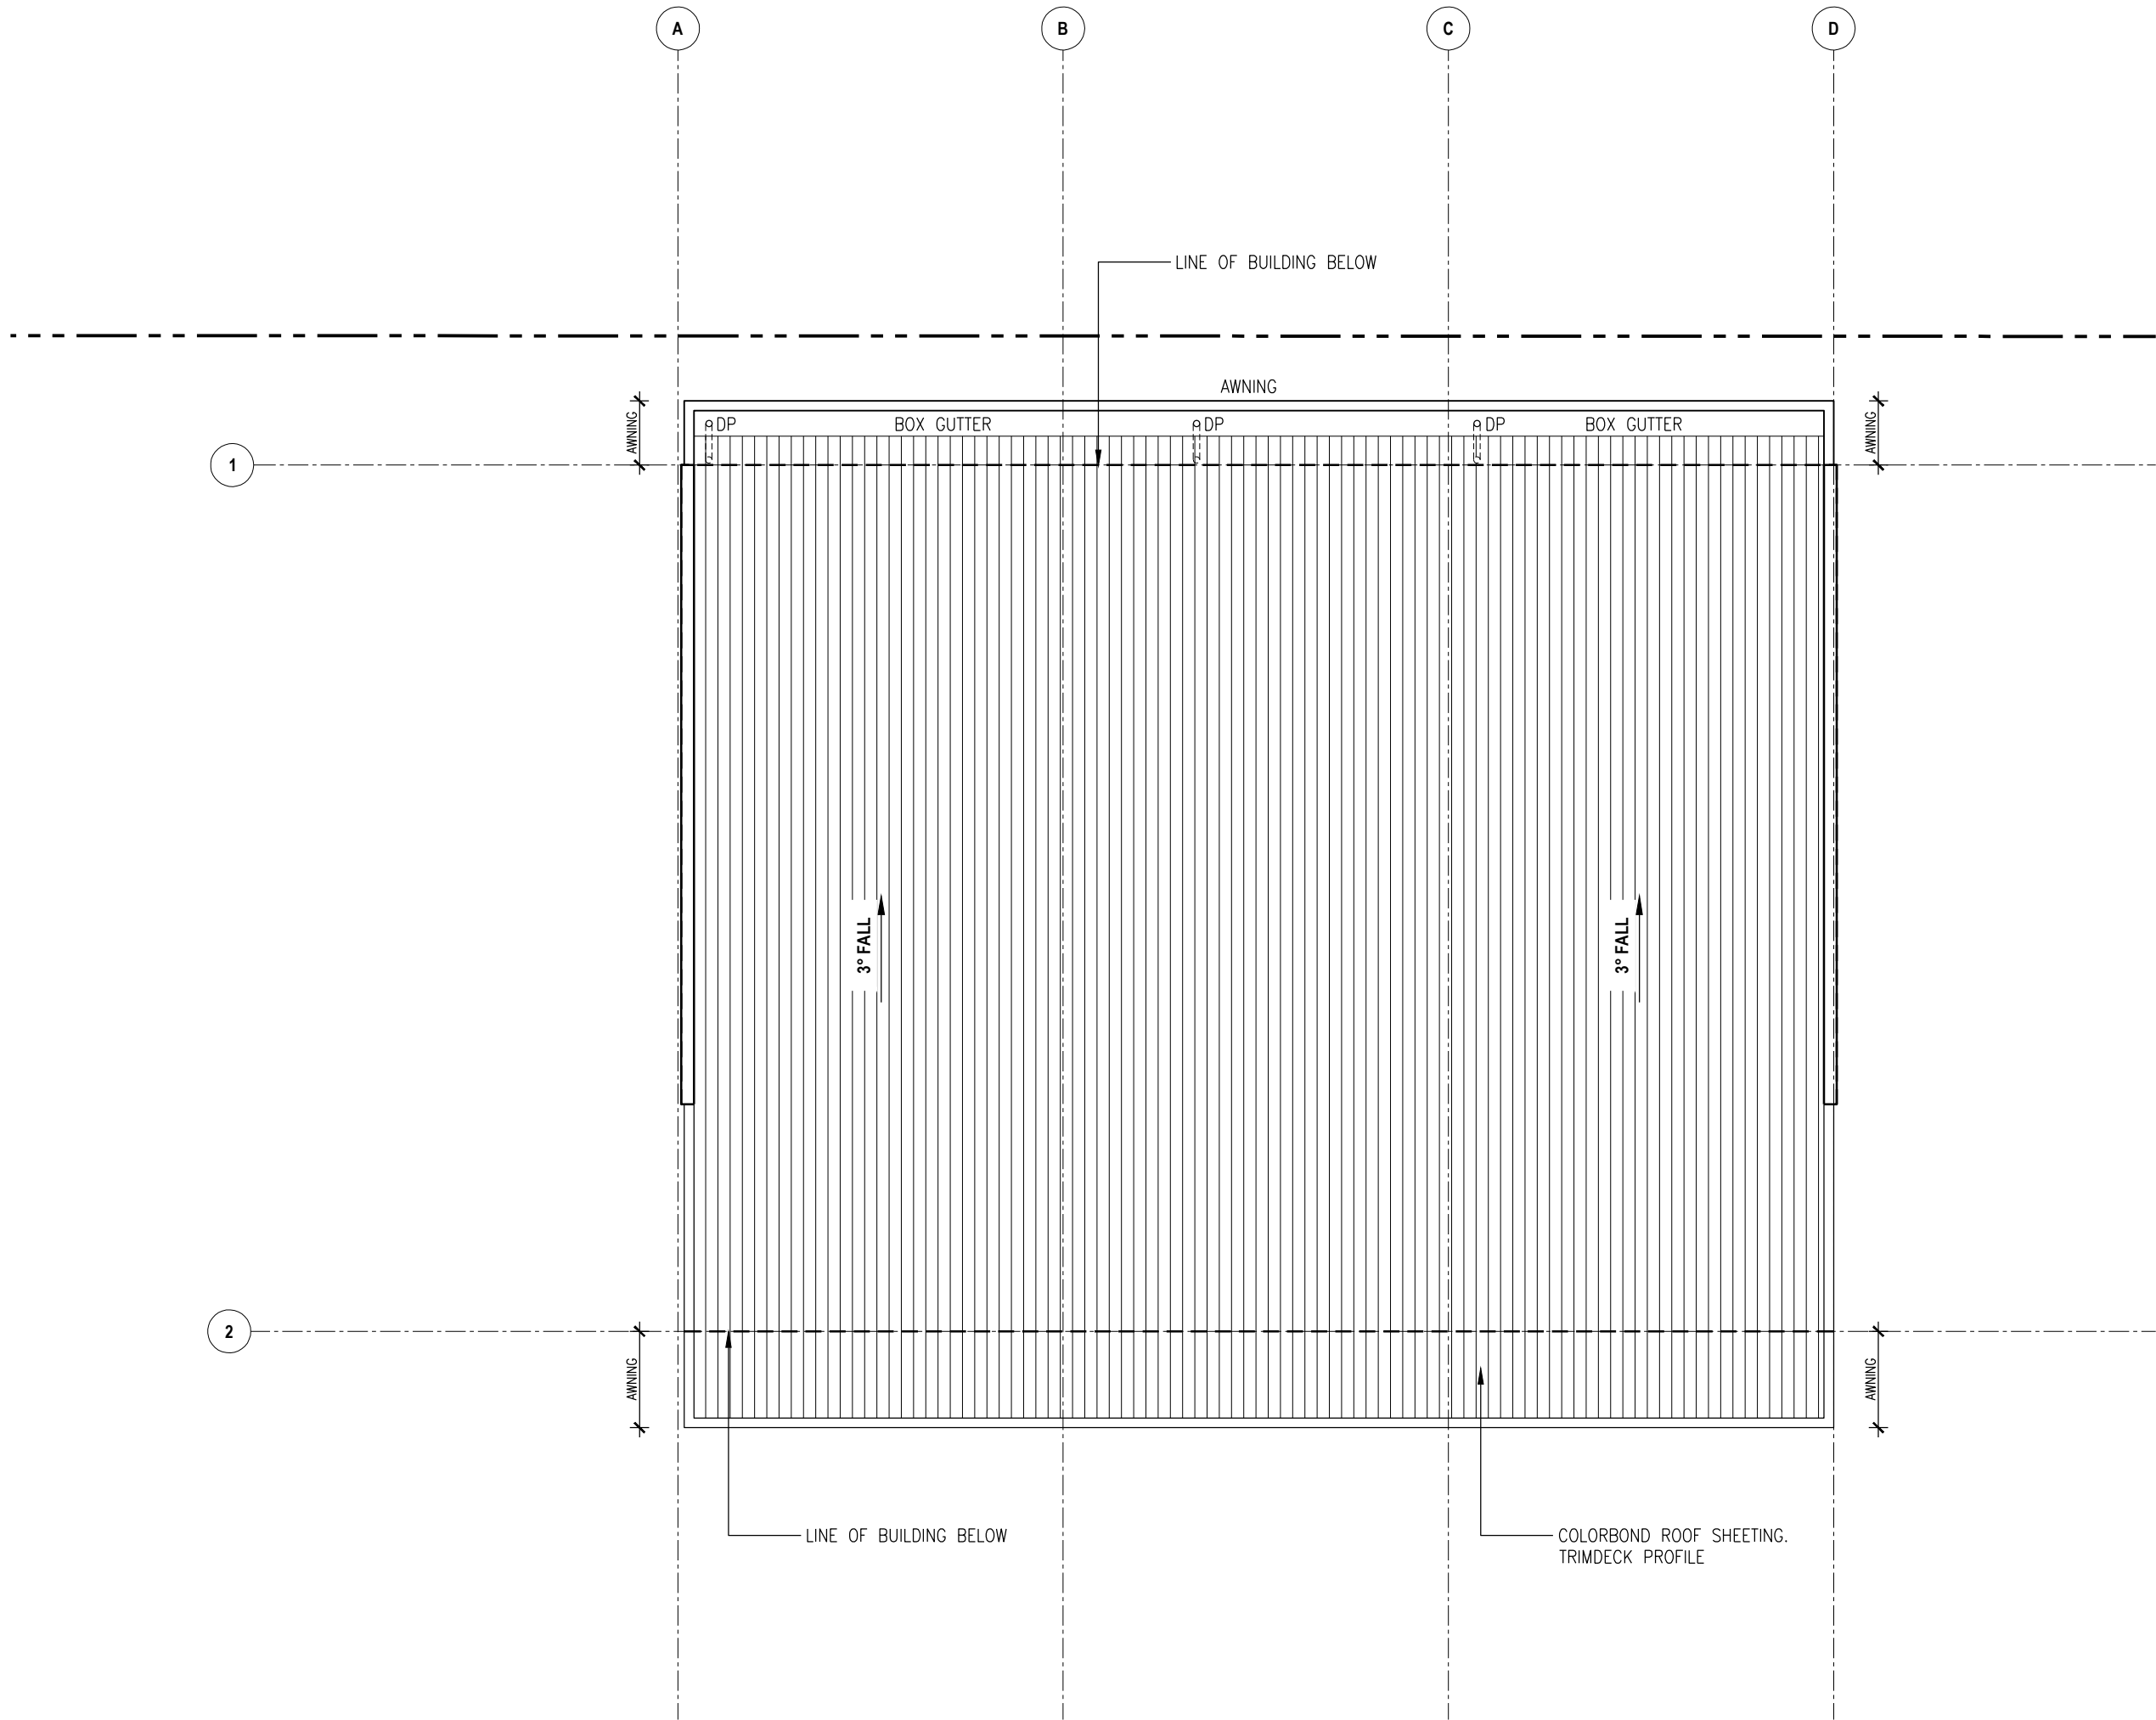 A
B
C
D
LINE OF BUILDING BELOW
AWNING
AWNING
AWNING
DP
BOX GUTTER
DP
DP
BOX GUTTER
1
3° FALL
3° FALL
2
AWNING
AWNING
LINE OF BUILDING BELOW
COLORBOND ROOF SHEETING.
TRIMDECK PROFILE